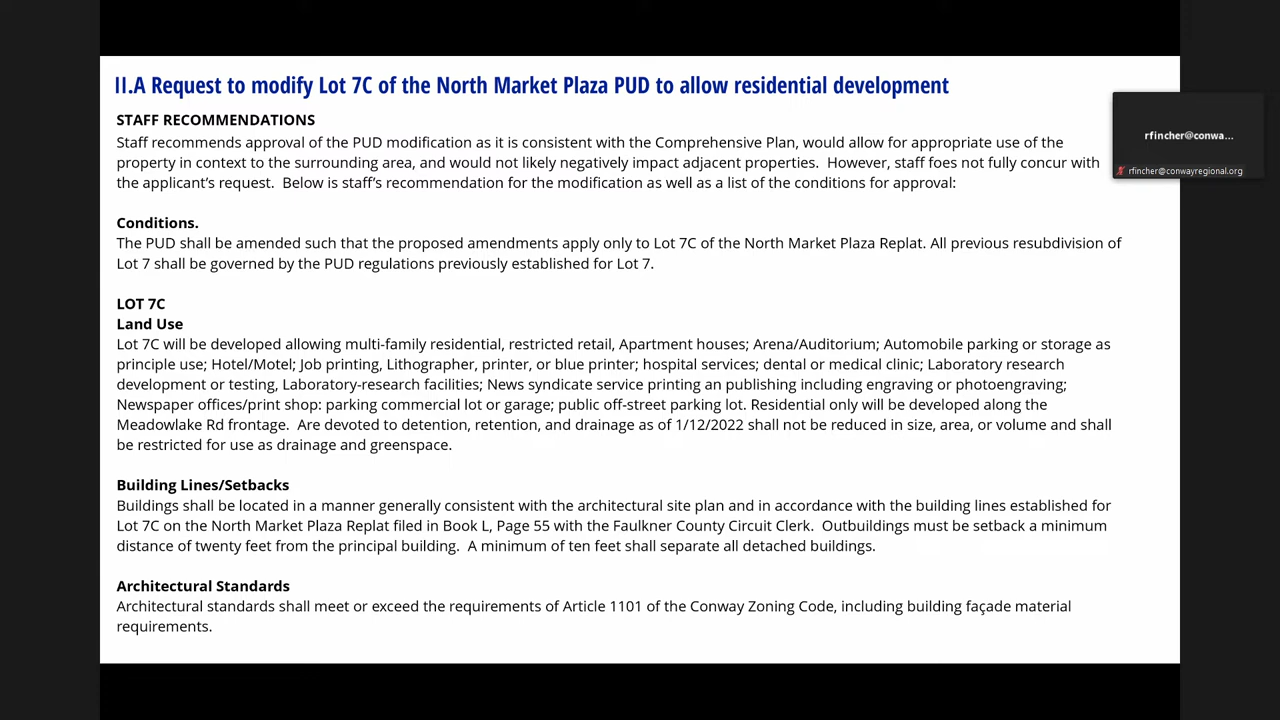 II.A Request to modify Lot 7C of the North Market Plaza PUD to allow residential development
STAFF RECOMMENDATIONS
Staff recommends approval of the PUD modification as it is consistent with the Comprehensive Plan, would allow for appropriate use of the
property in context to the surrounding area, and would not likely negatively impact adjacent properties.  However, staff foes not fully concur with
the applicant's request.  Below is staff's recommendation for the modification as well as a list of the conditions for approval:
Conditions.
The PUD shall be amended such that the proposed amendments apply only to Lot 7C of the North Market Plaza Replat. All previous resubdivision of
Lot 7 shall be governed by the PUD regulations previously established for Lot 7.
LOT 7C
Land Use
Lot 7C will be developed allowing multi-family residential, restricted retail, Apartment houses; Arena/Auditorium; Automobile parking or storage as
principle use; Hotel/Motel; Job printing, Lithographer, printer, or blue printer; hospital services; dental or medical clinic; Laboratory research
development or testing, Laboratory-research facilities; News syndicate service printing an publishing including engraving or photoengraving;
Newspaper offices/print shop: parking commercial lot or garage; public off-street parking lot. Residential only will be developed along the
Meadowlake Rd frontage.  Are devoted to detention, retention, and drainage as of 1/12/2022 shall not be reduced in size, area, or volume and shall
be restricted for use as drainage and greenspace.
Building Lines/Setbacks
Buildings shall be located in a manner generally consistent with the architectural site plan and in accordance with the building lines established for
Lot 7C on the North Market Plaza Replat filed in Book L, Page 55 with the Faulkner County Circuit Clerk.  Outbuildings must be setback a minimum
distance of twenty feet from the principal building.  A minimum of ten feet shall separate all detached buildings.
Architectural Standards
Architectural standards shall meet or exceed the requirements of Article 1101 of the Conway Zoning Code, including building façade material
requirements.
rfincher@conwa...
rfincher@conwayregional.org